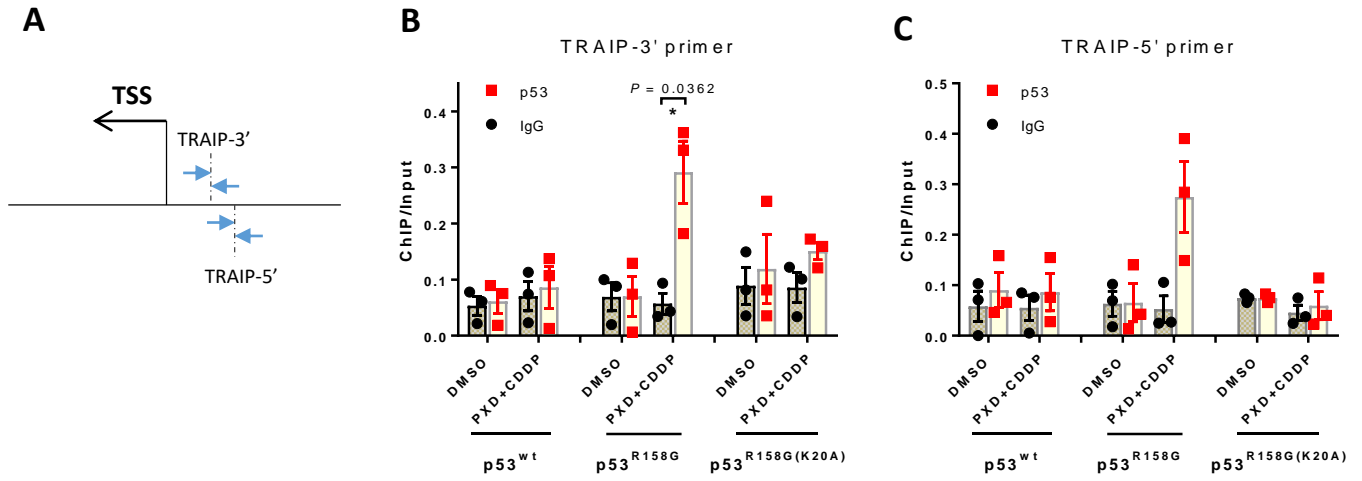 A
TSS
TRAIP-3'
TRAIP-5'
B
TRAIP-3' primer
p53
IgG
P = 0.0362
*
ChIP/Input
0.4
0.3
0.2
0.1
0.0
DMSO
PXD+CDDP
DMSO
PXD+CDDP
DMSO
PXD+CDDP
p53wt
p53R158G
p53R158G(K20A)
C
TRAIP-5' primer
p53
IgG
ChIP/Input
0.5
0.4
0.3
0.2
0.1
0.0
DMSO
PXD+CDDP
DMSO
PXD+CDDP
DMSO
PXD+CDDP
p53wt
p53R158G
p53R158G(K20A)